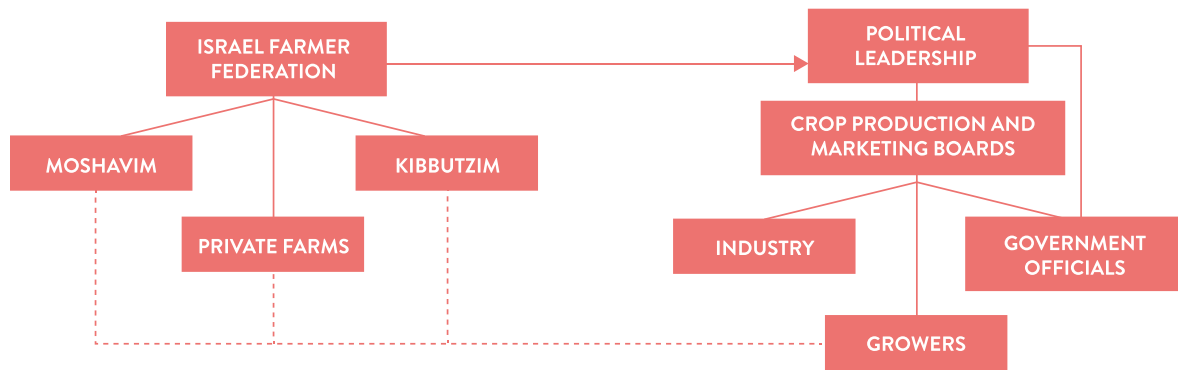 ISRAEL FARMER
FEDERATION
POLITICAL
LEADERSHIP
CROP PRODUCTION AND
MARKETING BOARDS
MOSHAVIM
KIBBUTZIM
PRIVATE FARMS
INDUSTRY
GOVERNMENT
OFFICIALS
GROWERS